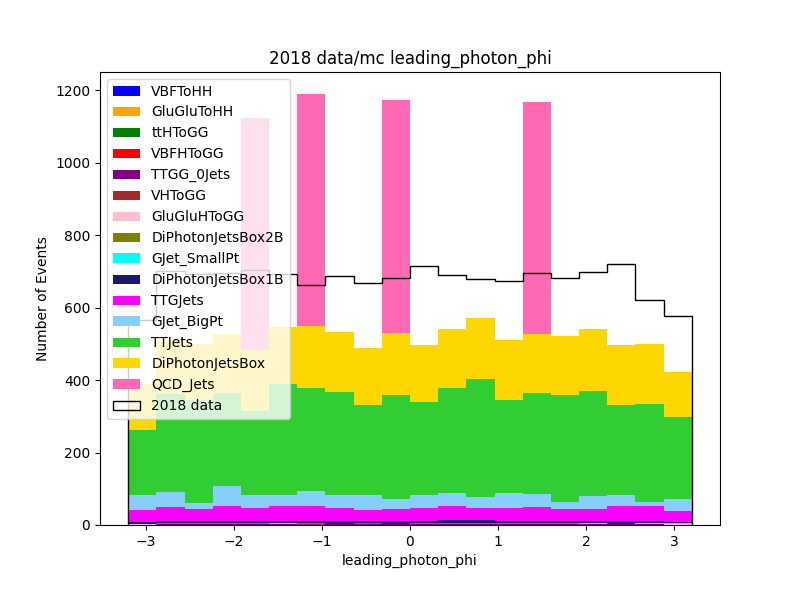 2018 data/mc leading_photon_phi
Number of Events
1200
1000
800
600
400
200
0
VBFToHH
GluGluToHH
ttHToGG
VBFHToGG
TTGG_0Jets
VHToGG
GluGluHToGG
DiPhotonJetsBox2B
GJet_SmallPt
DiPhotonJetsBox1B
TTGJets
GJet_BigPt
TTJets
DiPhotonJetsBox
QCD_Jets
2018 data
−3 −2 −1 0 1 2 3
leading_photon_phi